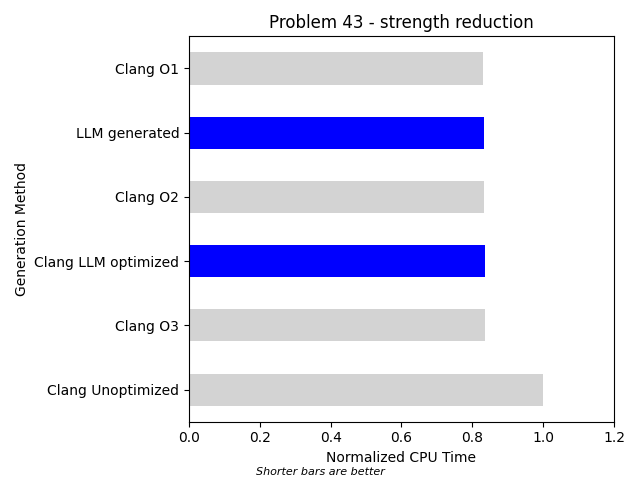 Problem 43 - strength reduction
Generation Method
Clang O1
LLM generated
Clang O2
Clang LLM optimized
Clang O3
Clang Unoptimized
0.0 0.2 0.4 0.6 0.8 1.0 1.2
Normalized CPU Time
Shorter bars are better